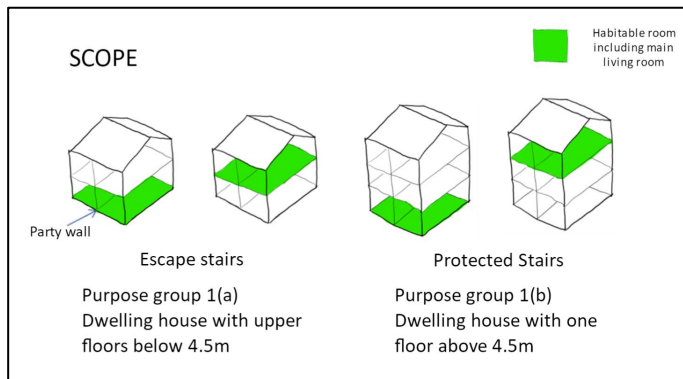 SCOPE
Habitable room
including main
living room
Party wall
Escape stairs
Purpose group 1(a)
Dwelling house with upper
floors below 4.5m
Protected Stairs
Purpose group 1(b)
Dwelling house with one
floor above 4.5m